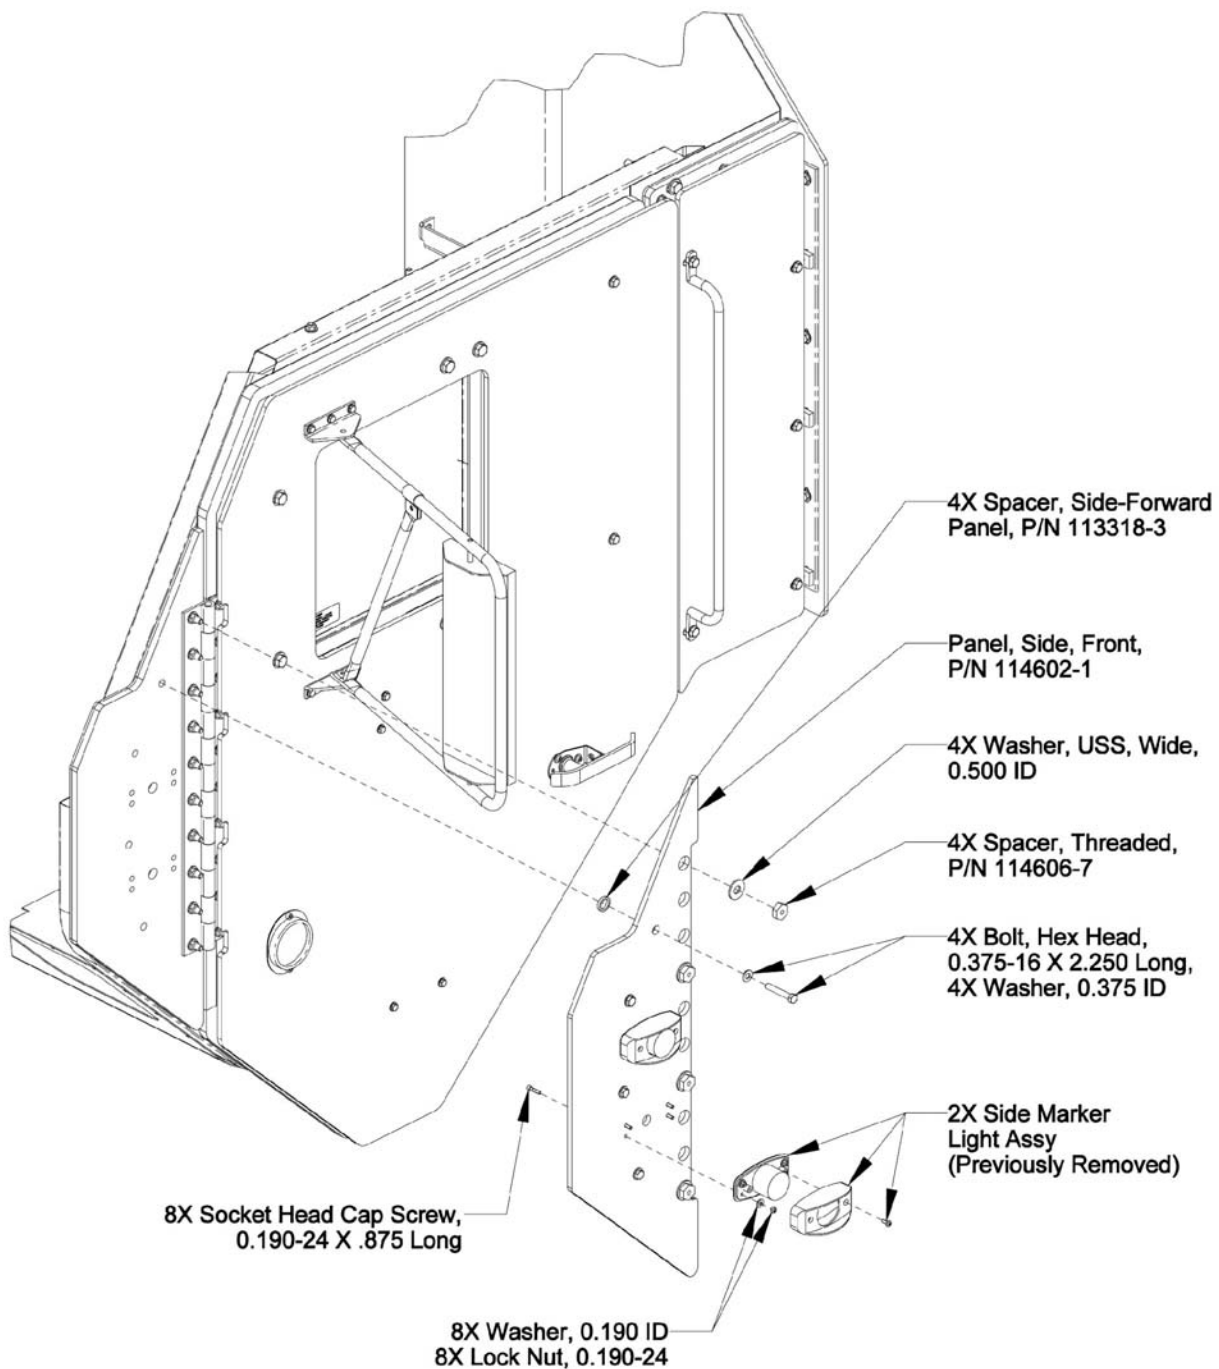 4X Spacer, Side-Forward
Panel, P/N 113318-3
Panel, Side, Front,
P/N 114602-1
4X Washer, USS, Wide,
0.500 ID
4X Spacer, Threaded,
P/N 114606-7
4X Bolt, Hex Head,
0.375-16 X 2.250 Long,
4X Washer, 0.375 ID
2X Side Marker
Light Assy
(Previously Removed)
8X Socket Head Cap Screw,
0.190-24 X .875 Long
8X Washer, 0.190 ID
8X Lock Nut, 0.190-24